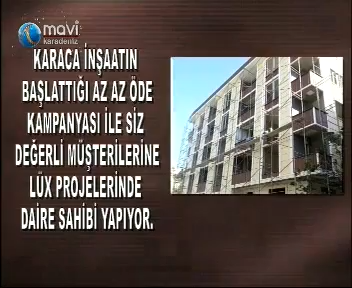 mavi
karadeniz
KARACA İNŞAATIN
BAŞLATTIĞI AZ AZ ÖDE
KAMPANYASI İLE SİZ
DEĞERLİ MÜŞTERİLERİNE
LÜX PROJELERİNDE
DAİRE SAHİBİ YAPIYOR.